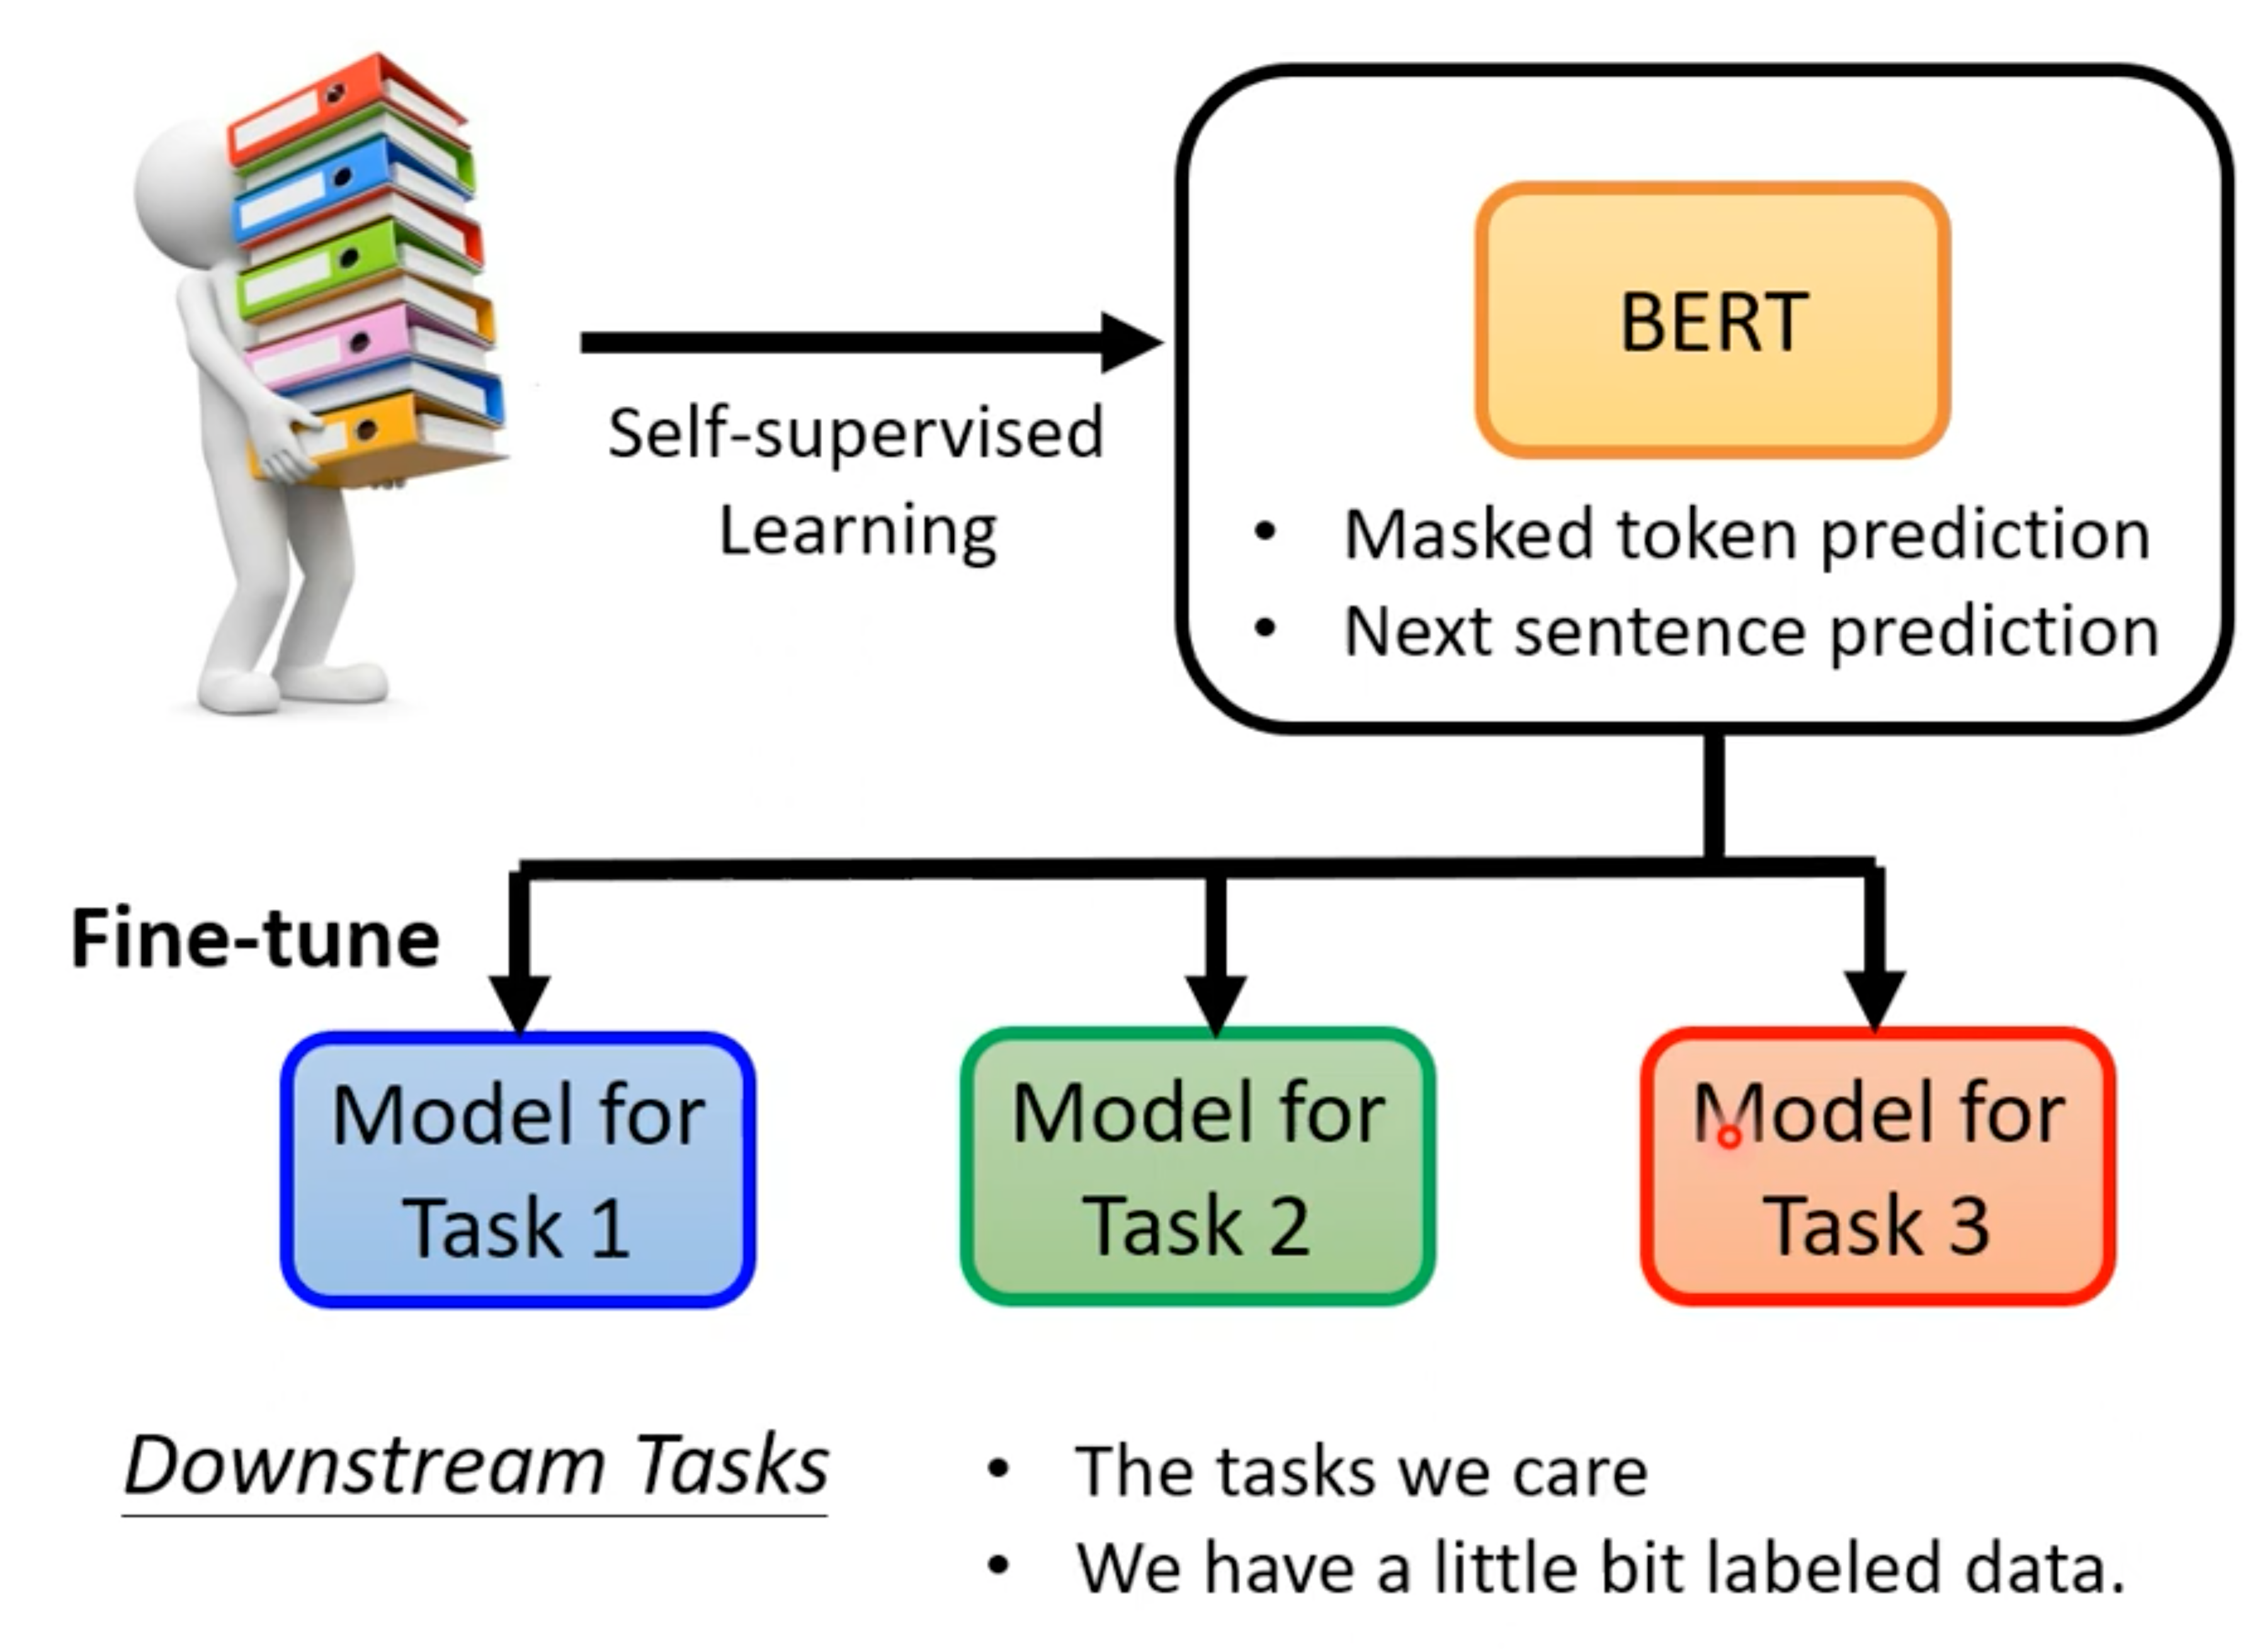 BERT
Self-supervised
Learning
• Masked token prediction
• Next sentence prediction
Fine-tune
Model for
Task 1
Model for
Task 2
Model for
Task 3
Downstream Tasks
• The tasks we care
• We have a little bit labeled data.